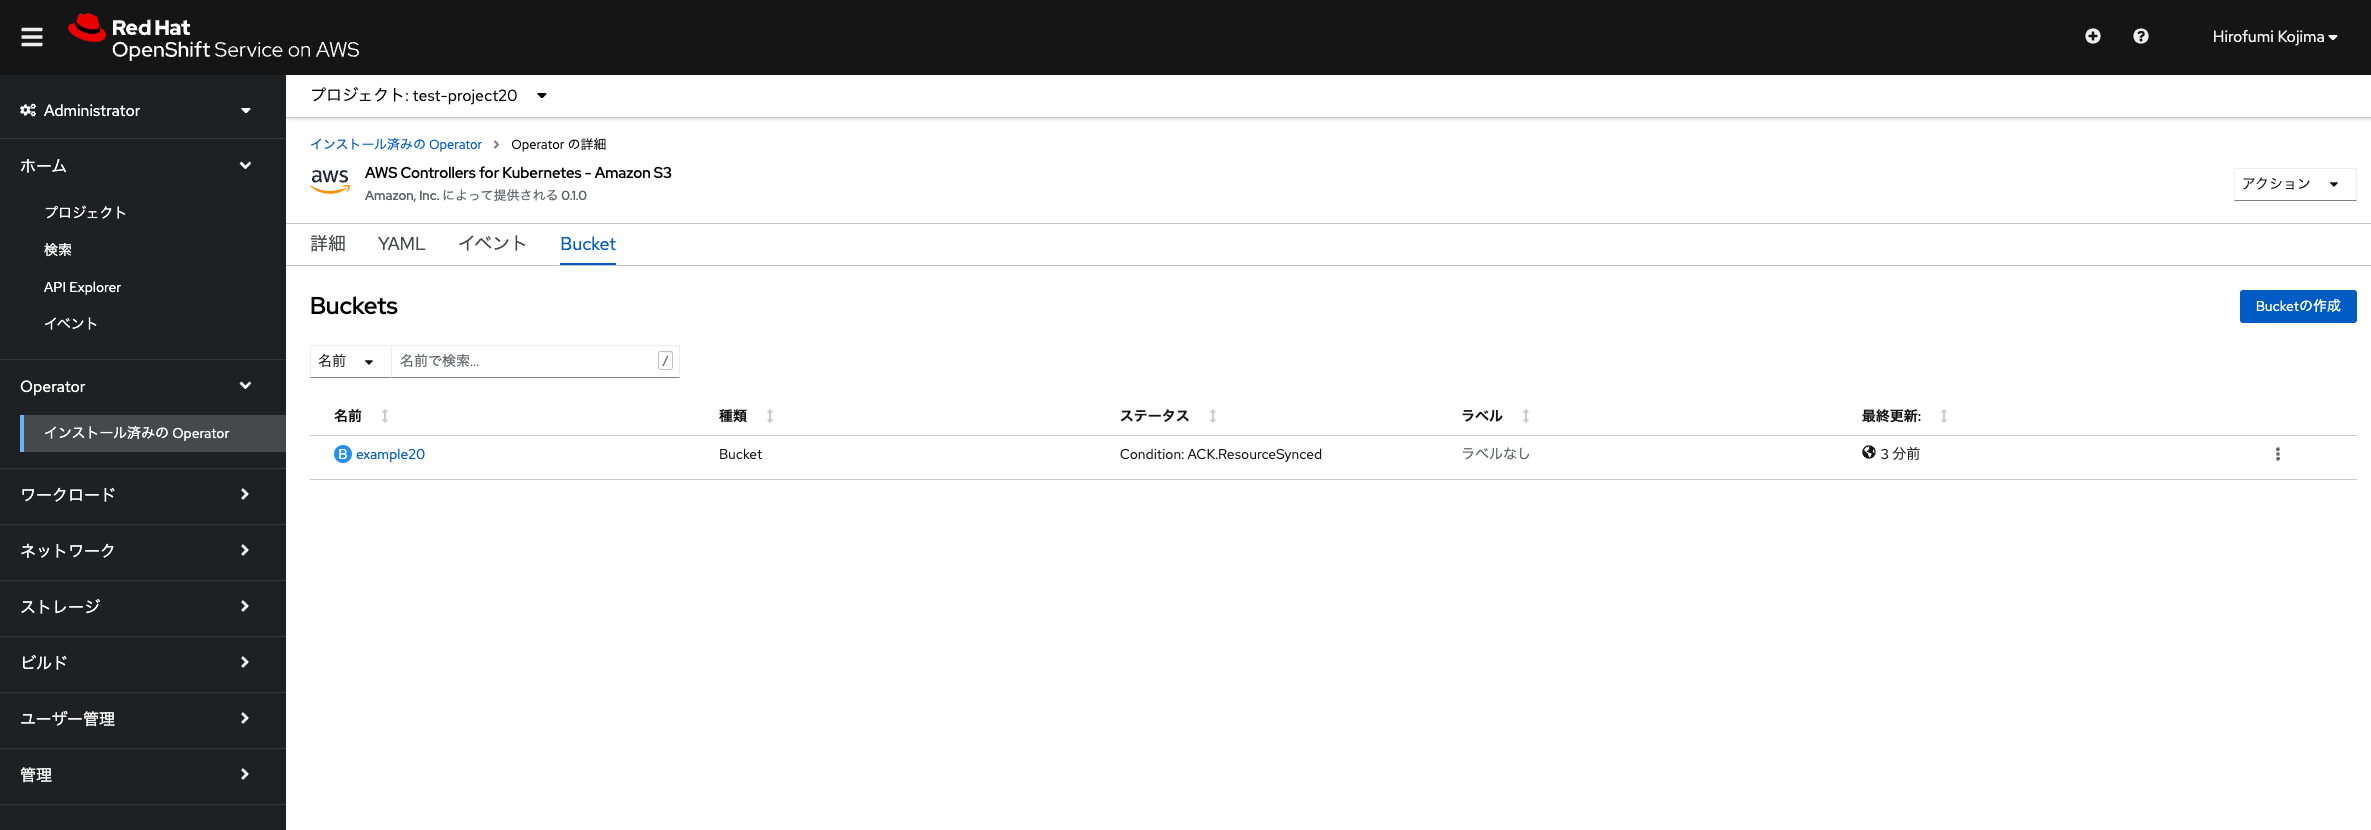 Red Hat
OpenShift Service on AWS
Hirofumi Kojima
Administrator
ホーム
プロジェクト
検索
API Explorer
イベント
Operator
インストール済みの Operator
ワークロード
ネットワーク
ストレージ
ビルド
ユーザー管理
管理
プロジェクト: test-project20
インストール済みの Operator Operator の詳細
aws
AWS Controllers for Kubernetes - Amazon S3
Amazon, Inc. によって提供される 0.1.0
アクション
詳細 YAML イベント Bucket
Buckets
Bucketの作成
名前 名前で検索... /
名前 種類 ステータス ラベル 最終更新:
B example20 Bucket Condition: ACK.ResourceSynced ラベルなし 3 分前